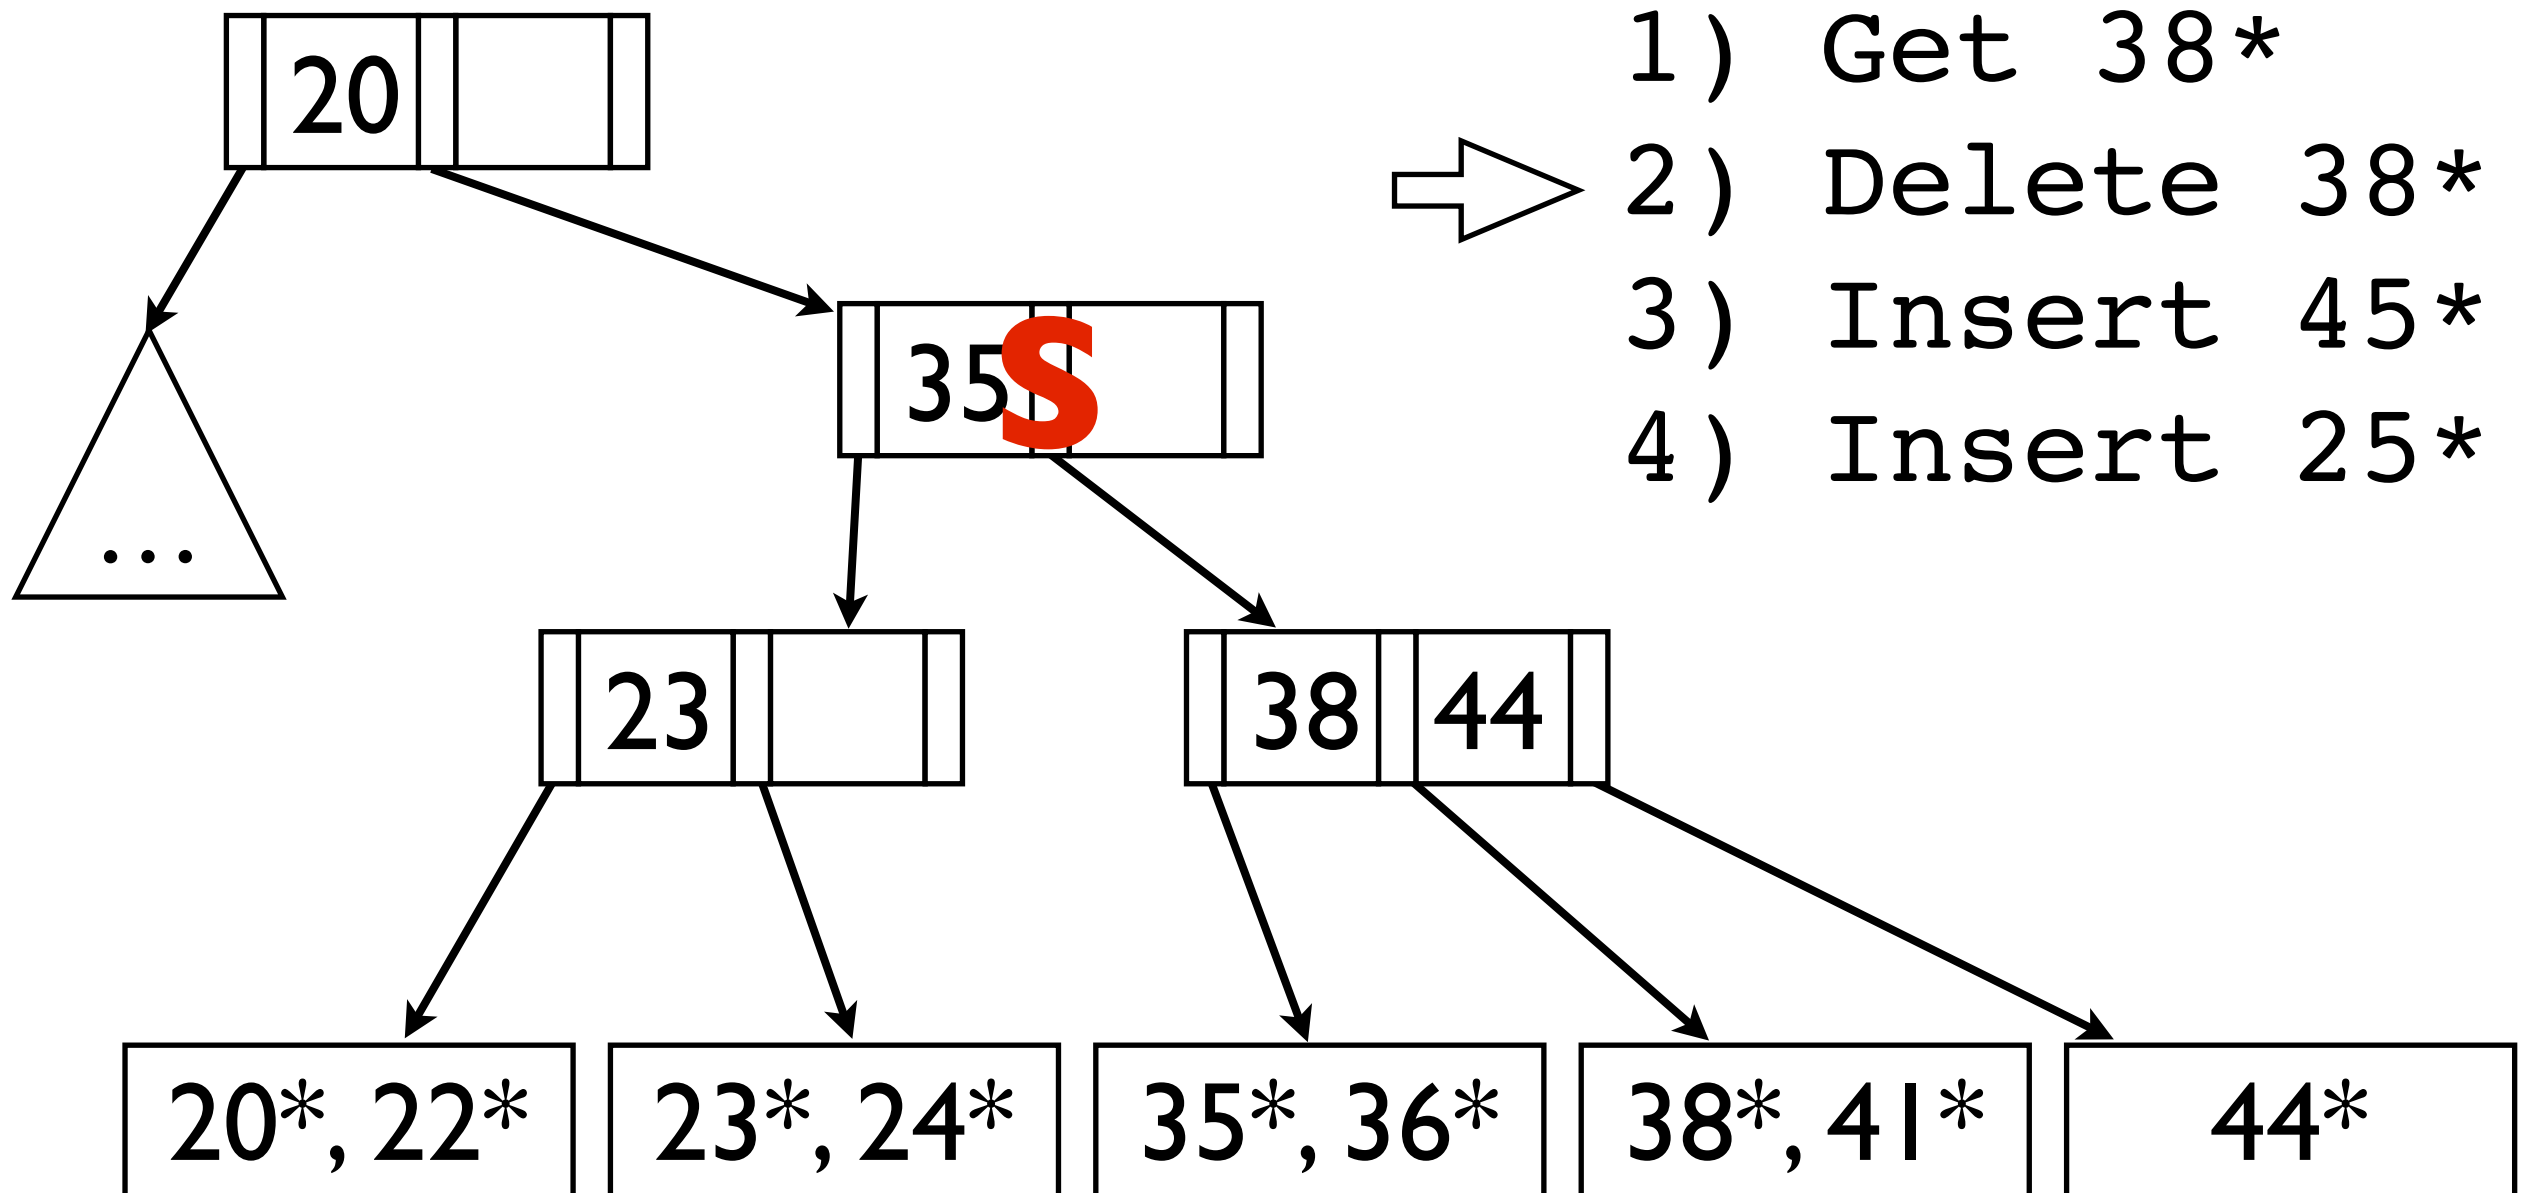 20
1) Get 38*
2) Delete 38*
3) Insert 45*
4) Insert 25*
35 S
...
23
38 44
20*, 22*
23*, 24*
35*, 36*
38*, 41*
44*